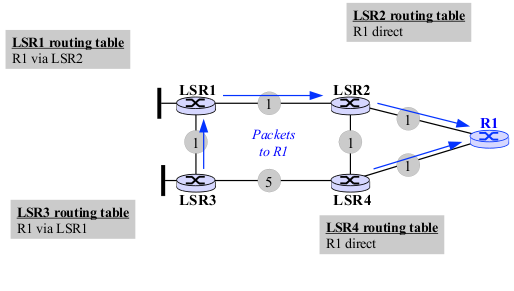 LSR2 routing table
R1 direct
LSR1 routing table
R1 via LSR2
LSR1
LSR2
1
1
R1
Packets
to R1
1
1
1
5
LSR3
LSR4
LSR3 routing table
R1 via LSR1
LSR4 routing table
R1 direct